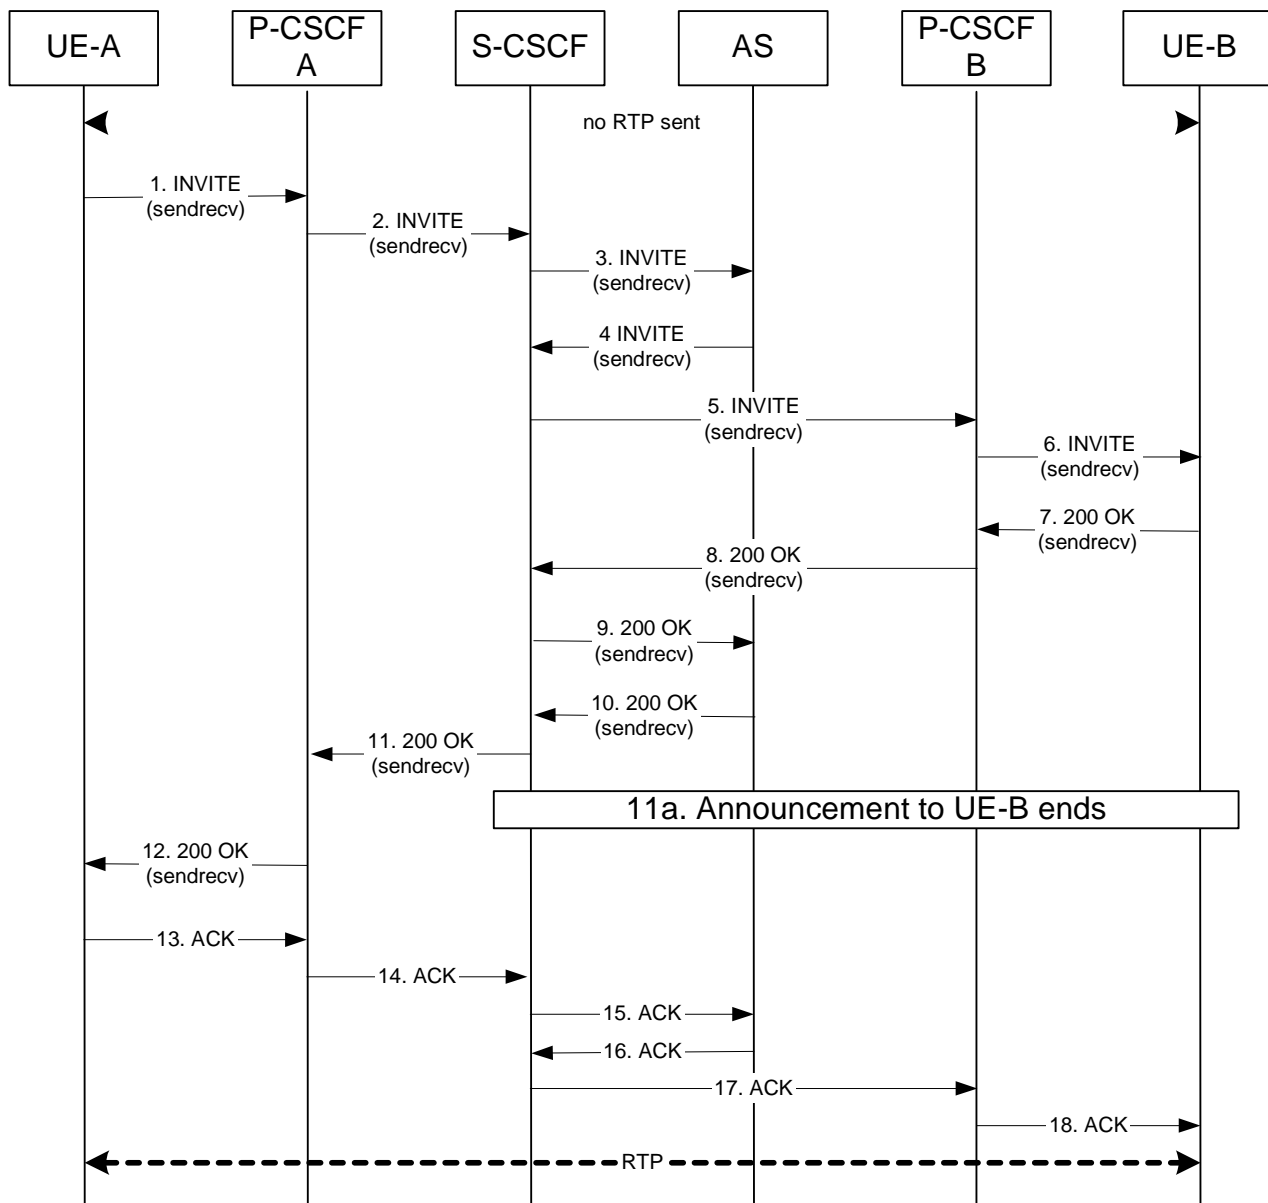 UE-A
P-CSCF
A
S-CSCF
AS
P-CSCF
B
UE-B
no RTP sent
1. INVITE
(sendrecv)
2. INVITE
(sendrecv)
3. INVITE
(sendrecv)
4 INVITE
(sendrecv)
5. INVITE
(sendrecv)
6. INVITE
(sendrecv)
7. 200 OK
(sendrecv)
8. 200 OK
(sendrecv)
9. 200 OK
(sendrecv)
10. 200 OK
(sendrecv)
11. 200 OK
(sendrecv)
11a. Announcement to UE-B ends
12. 200 OK
(sendrecv)
13. ACK
14. ACK
15. ACK
16. ACK
17. ACK
18. ACK
RTP